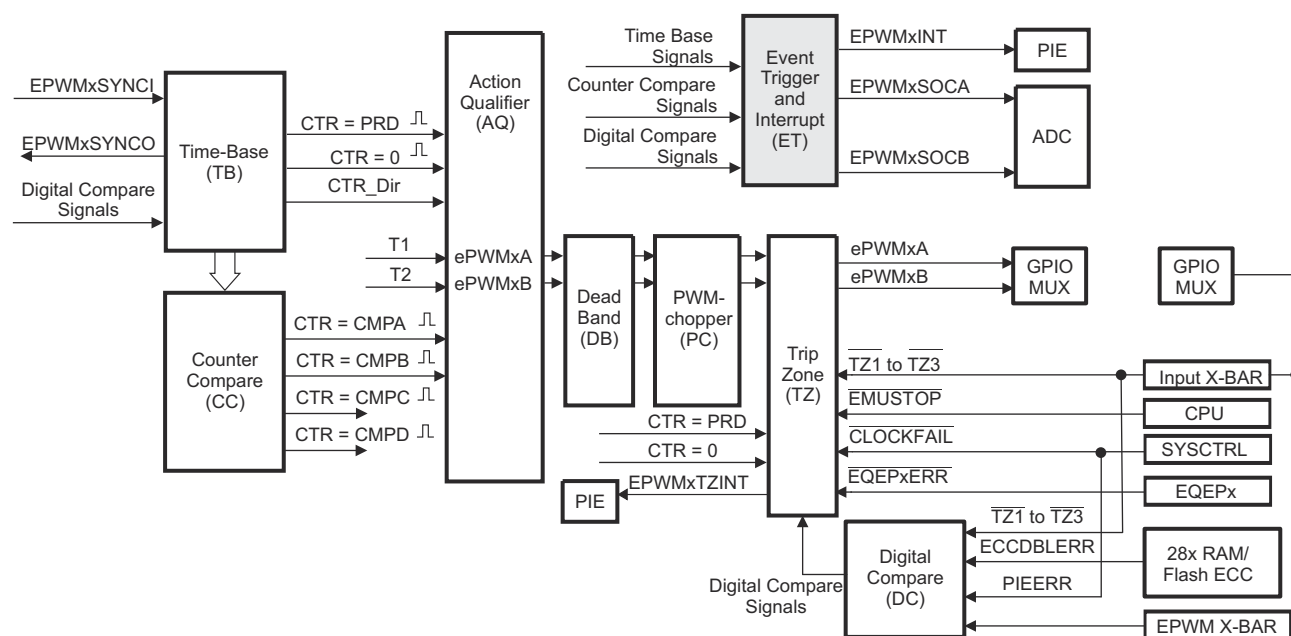 EPWMxSYNCI
EPWMxSYNCO
Digital Compare
Signals
Time-Base
(TB)
CTR = PRD
CTR = 0
CTR_Dir
Action
Qualifier
(AQ)
T1
T2
ePWMxA
ePWMxB
Counter
Compare
(CC)
CTR = CMPA
CTR = CMPB
CTR = CMPC
CTR = CMPD
Time Base
Signals
Counter Compare
Signals
Digital Compare
Signals
Event
Trigger
and
Interrupt
(ET)
EPWMxINT
EPWMxSOCA
EPWMxSOCB
PIE
ADC
Dead
Band
(DB)
PWM-
chopper
(PC)
Trip
Zone
(TZ)
ePWMxA
ePWMxB
GPIO
MUX
GPIO
MUX
TZ1 to TZ3
EMUSTOP
CLOCKFAIL
EQEPxERR
Input X-BAR
CPU
SYSCTRL
EQEPx
CTR = PRD
CTR = 0
EPWMxTZINT
PIE
Digital Compare
Signals
Digital
Compare
(DC)
TZ1 to TZ3
ECCDBLERR
PIEERR
28x RAM/
Flash ECC
EPWM X-BAR